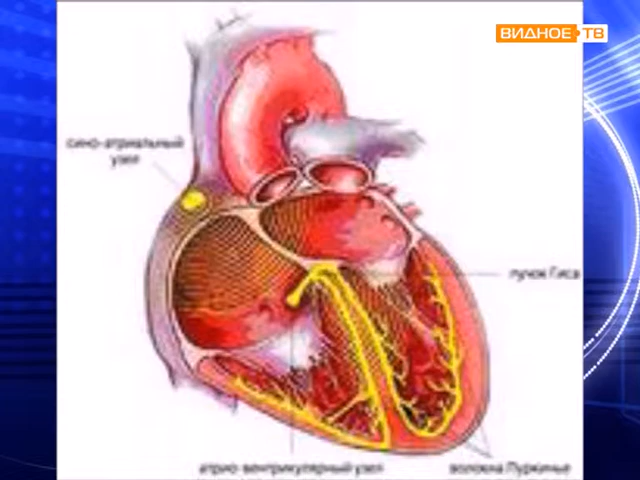 ВИДНОЕ ТВ
сино-атриальный
узел
пучок Гиса
атрио-вентрикулярный узел
волокна Пуркинье